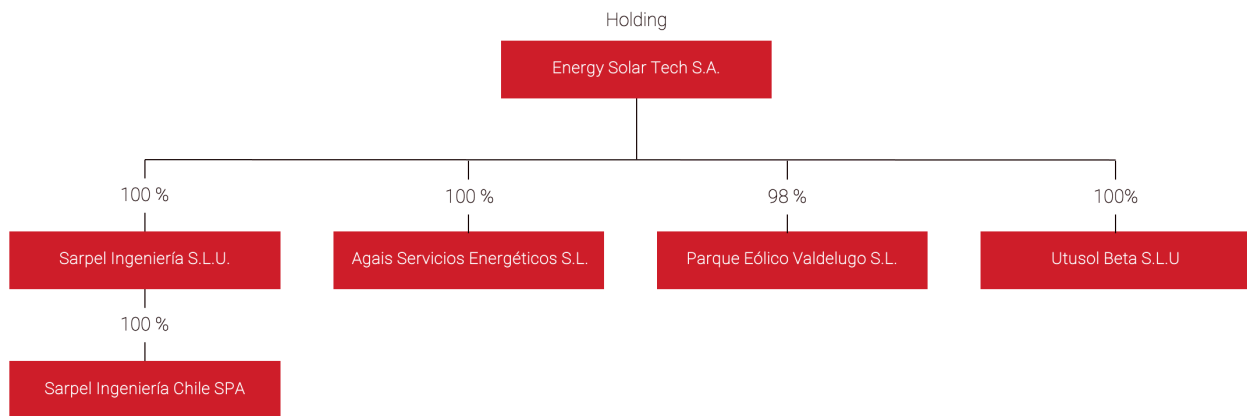 Holding
Energy Solar Tech S.A.
100 %
100 %
98 %
100%
Sarpel Ingeniería S.L.U.
Agais Servicios Energéticos S.L.
Parque Eólico Valdelugo S.L.
Utusol Beta S.L.U
100 %
Sarpel Ingeniería Chile SPA